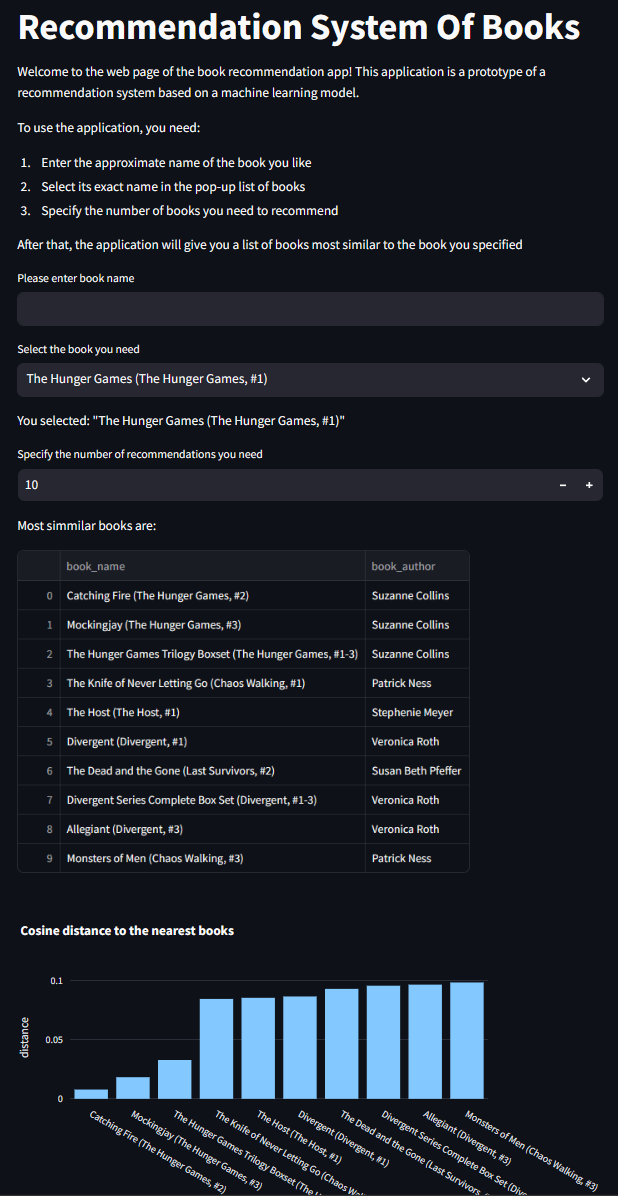 Recommendation System Of Books
Welcome to the web page of the book recommendation app! This application is a prototype of a
recommendation system based on a machine learning model.
To use the application, you need:
1. Enter the approximate name of the book you like
2. Select its exact name in the pop-up list of books
3. Specify the number of books you need to recommend
After that, the application will give you a list of books most similar to the book you specified
Please enter book name
Select the book you need
The Hunger Games (The Hunger Games, #1)
You selected: "The Hunger Games (The Hunger Games, #1)"
Specify the number of recommendations you need
10 − +
Most simmilar books are:
book_name book_author
0 Catching Fire (The Hunger Games, #2) Suzanne Collins
1 Mockingjay (The Hunger Games, #3) Suzanne Collins
2 The Hunger Games Trilogy Boxset (The Hunger Games, #1-3) Suzanne Collins
3 The Knife of Never Letting Go (Chaos Walking, #1) Patrick Ness
4 The Host (The Host, #1) Stephenie Meyer
5 Divergent (Divergent, #1) Veronica Roth
6 The Dead and the Gone (Last Survivors, #2) Susan Beth Pfeffer
7 Divergent Series Complete Box Set (Divergent, #1-3) Veronica Roth
8 Allegiant (Divergent, #3) Veronica Roth
9 Monsters of Men (Chaos Walking, #3) Patrick Ness
Cosine distance to the nearest books
distance
0.1
0.05
0
Catching Fire (The Hunger Games, #2)
Mockingjay (The Hunger Games, #3)
The Hunger Games Trilogy Boxset (The
The Knife of Never Letting Go (Chaos
The Host (The Host, #1)
Divergent (Divergent, #1)
The Dead and the Gone (Last Survivors,
Divergent Series Complete Box Set
Allegiant (Divergent, #3)
Monsters of Men (Chaos Walking, #3)